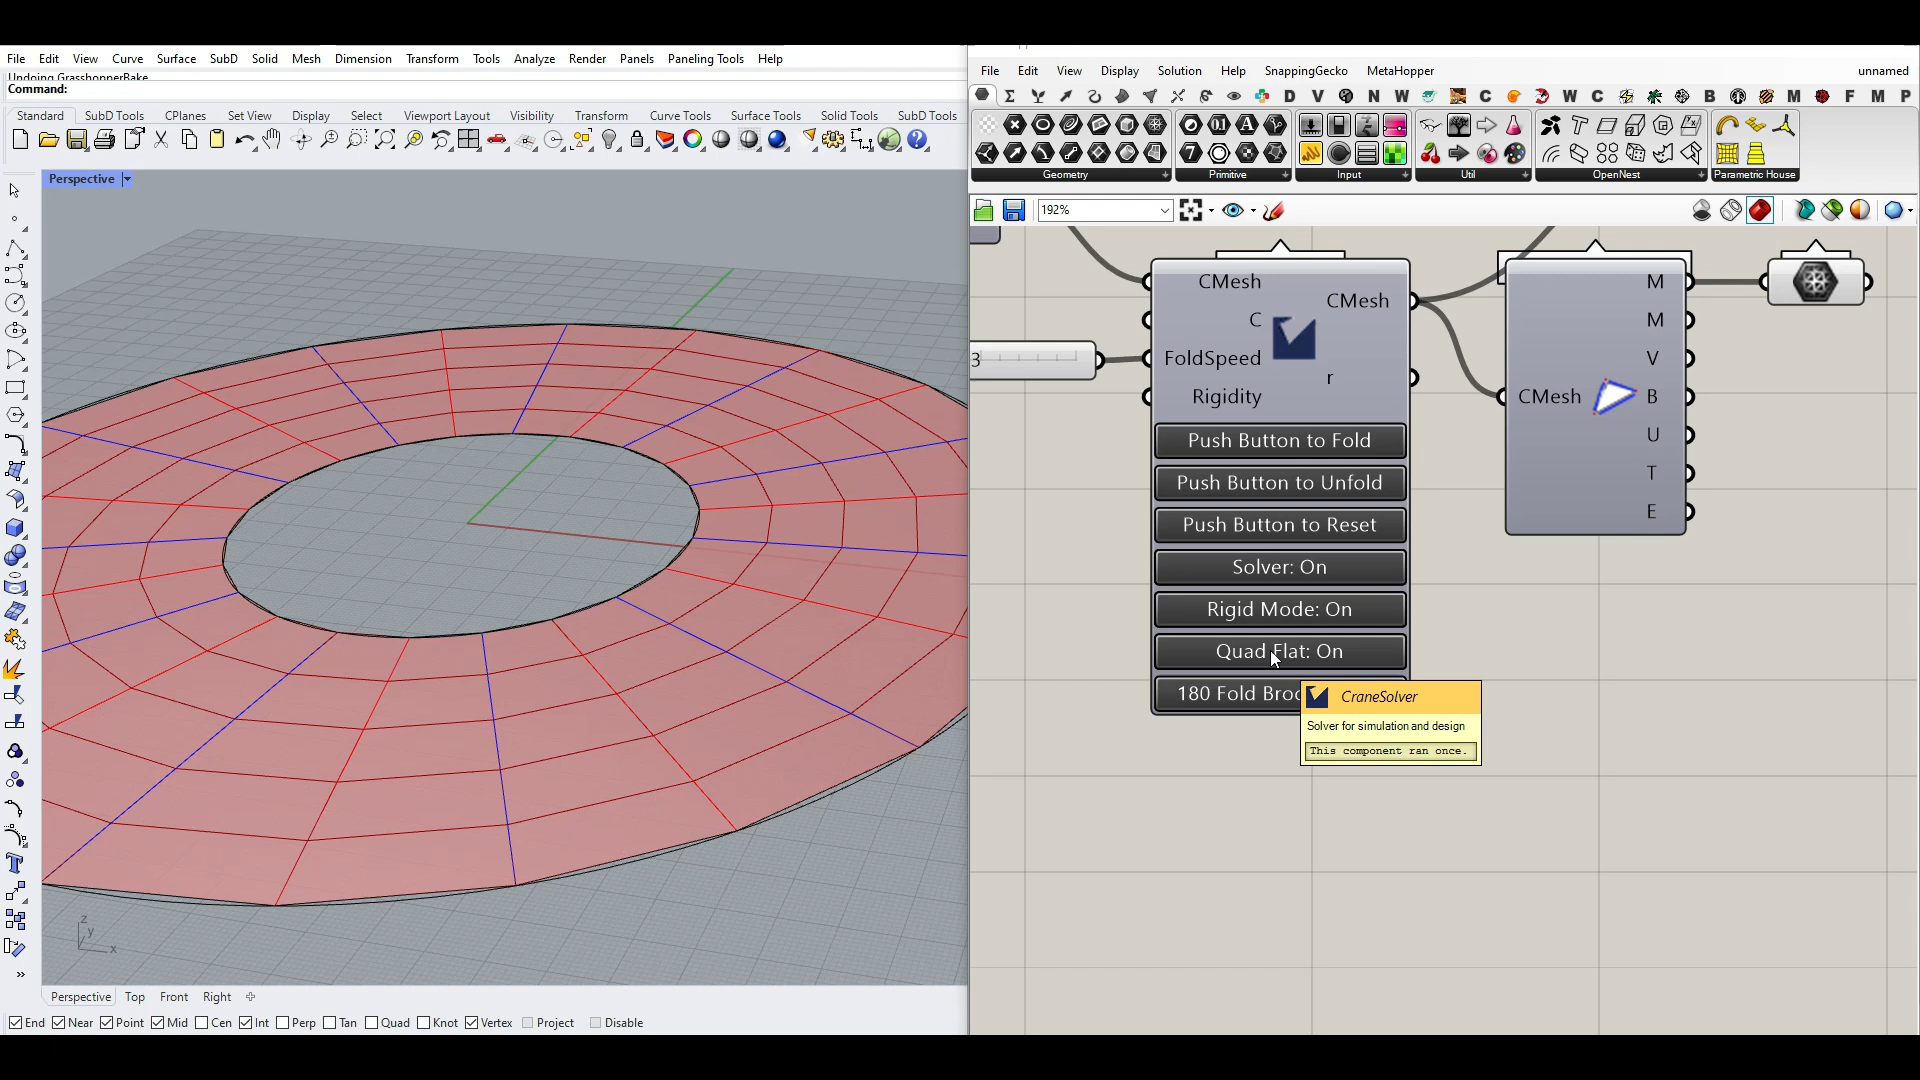 File Edit View Curve Surface SubD Solid Mesh Dimension Transform Tools Analyze Render Panels Paneling Tools Help
Undoing GrasshopperBake
Command:
Standard SubD Tools CPlanes Set View Display Select Viewport Layout Visibility Transform Curve Tools Surface Tools Solid Tools SubD Tools
Perspective
z
y
x
Perspective Top Front Right
End Near Point Mid Cen Int Perp Tan Quad Knot Vertex Project Disable
File Edit View Display Solution Help SnappingGecko MetaHopper unnamed
D V N W C W C B M F M P
Geometry Primitive Input Util OpenNest Parametric House
192%
3
CMesh
C
FoldSpeed
Rigidity
CMesh
r
Push Button to Fold
Push Button to Unfold
Push Button to Reset
Solver: On
Rigid Mode: On
Quad Flat: On
180 Fold
CraneSolver
Solver for simulation and design
This component ran once.
CMesh
M
M
V
B
U
T
E